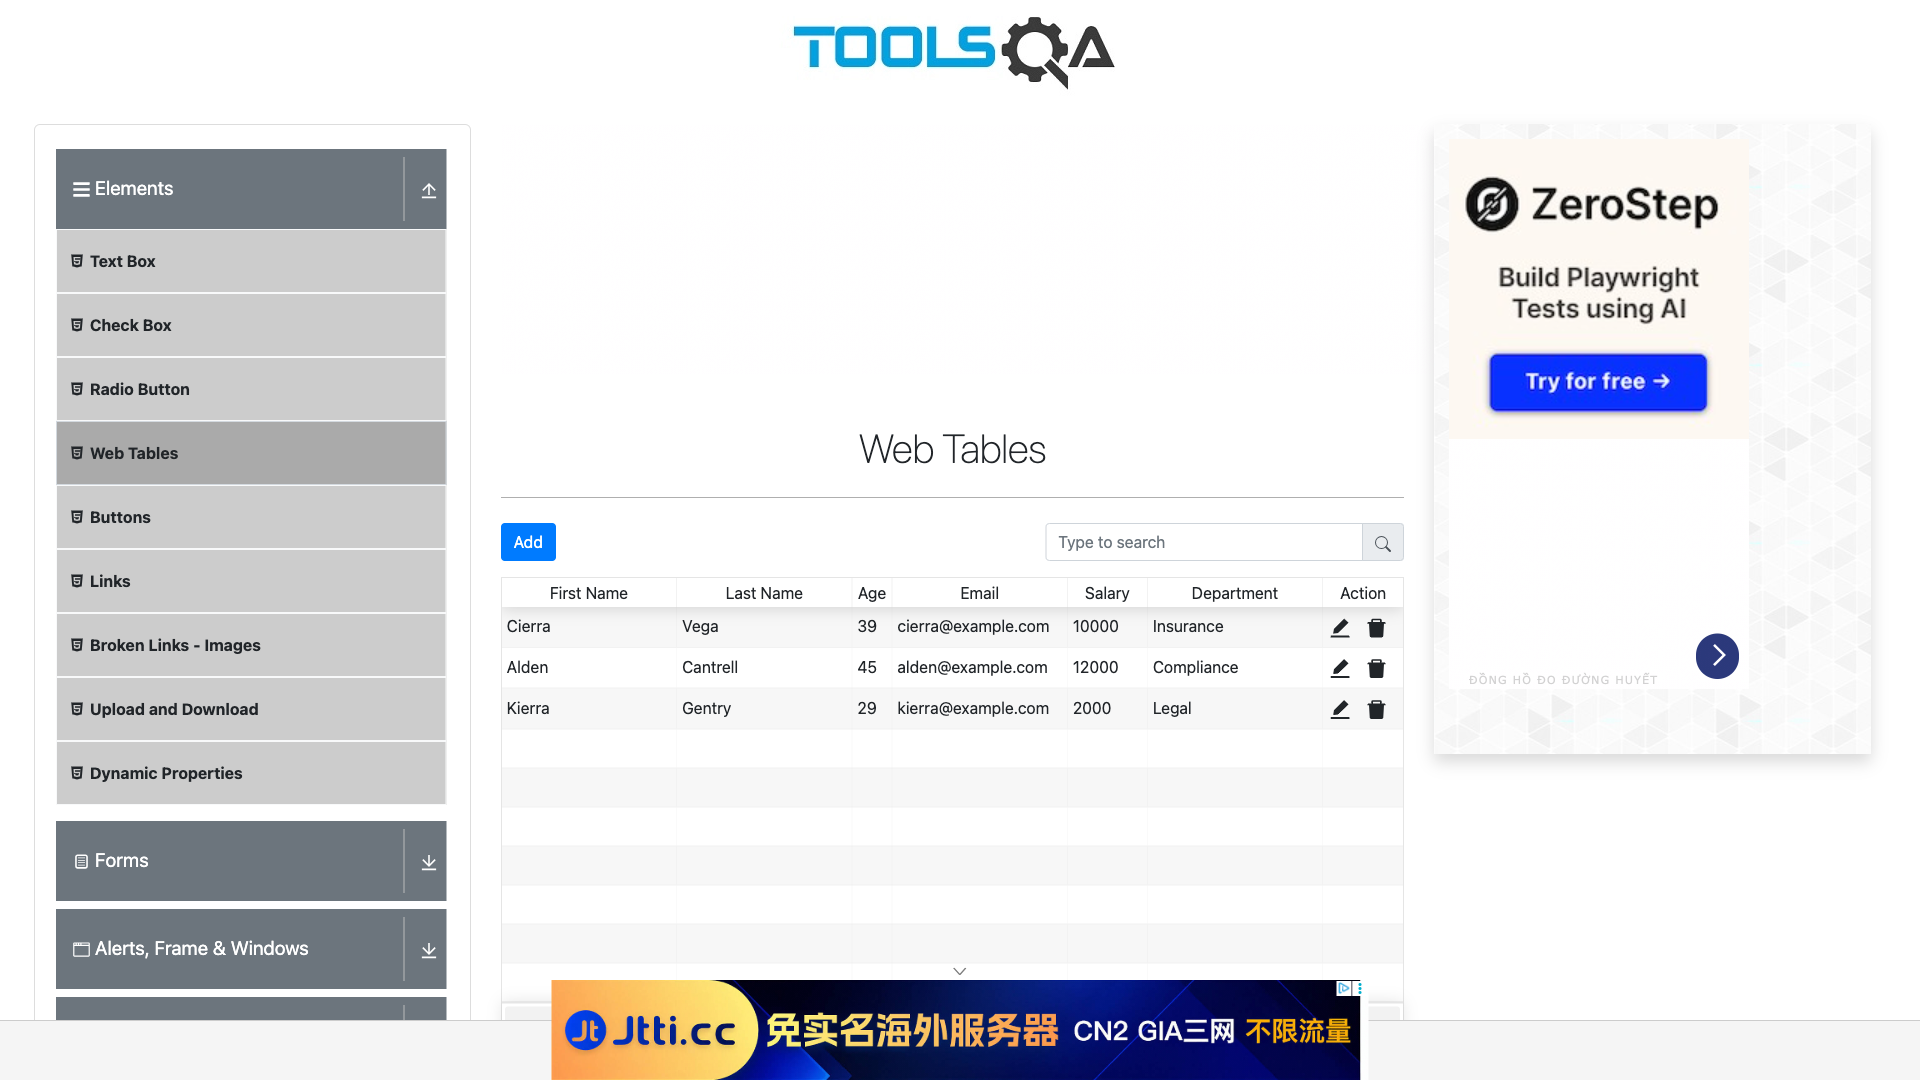 TOOLSQA
Elements
Text Box
Check Box
Radio Button
Web Tables
Buttons
Links
Broken Links - Images
Upload and Download
Dynamic Properties
Forms
Alerts, Frame & Windows
Web Tables
Add
Type to search
First Name Last Name Age Email Salary Department Action
Cierra Vega 39 cierra@example.com 10000 Insurance
Alden Cantrell 45 alden@example.com 12000 Compliance
Kierra Gentry 29 kierra@example.com 2000 Legal
ZeroStep
Build Playwright
Tests using AI
Try for free →
ĐỒNG HỒ ĐO ĐƯỜNG HUYẾT
Jt Jtti.cc 免实名海外服务器 CN2 GIA三网 不限流量